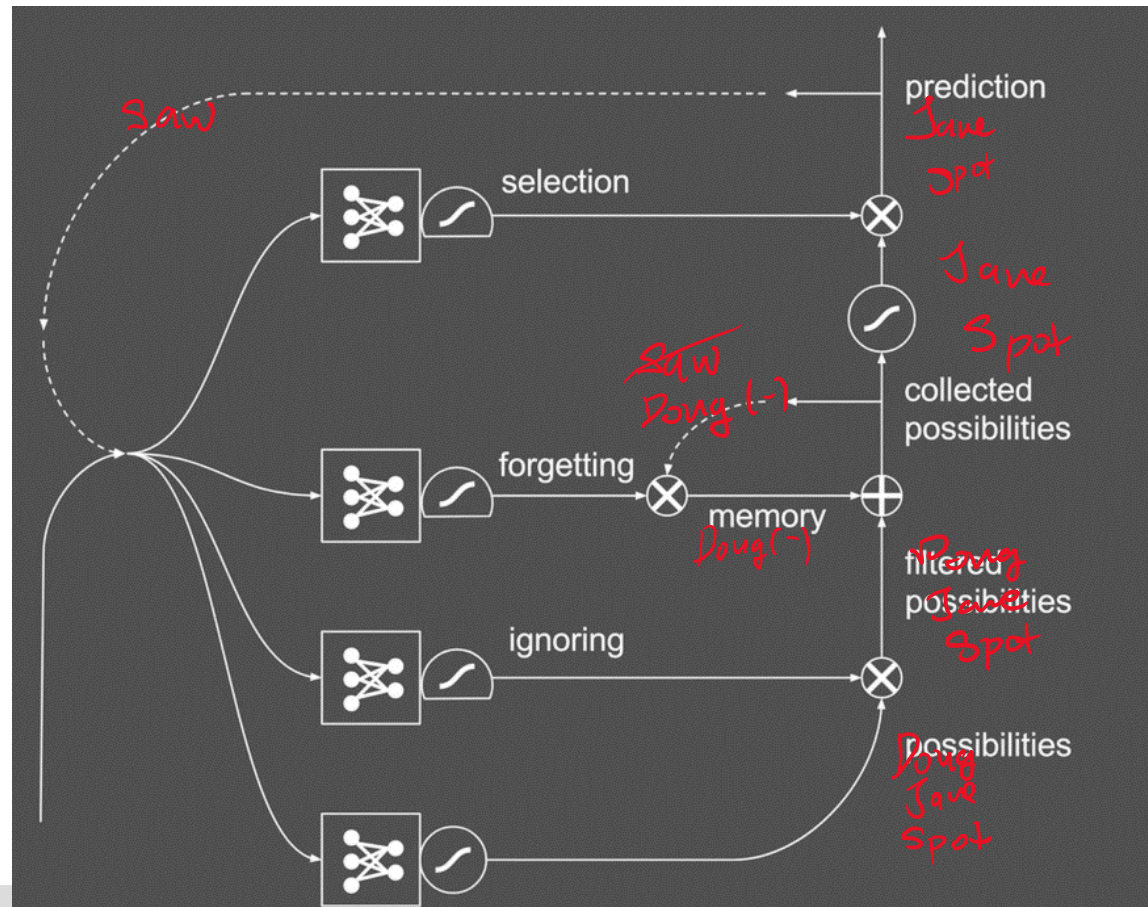 prediction
saw
Jane
spot
selection
Jane
Spot
saw
Doug (-)
collected
possibilities
forgetting
memory
Doug (-)
filtered
Doug
possibilities
Jane
Spot
ignoring
possibilities
Doug
Jane
spot